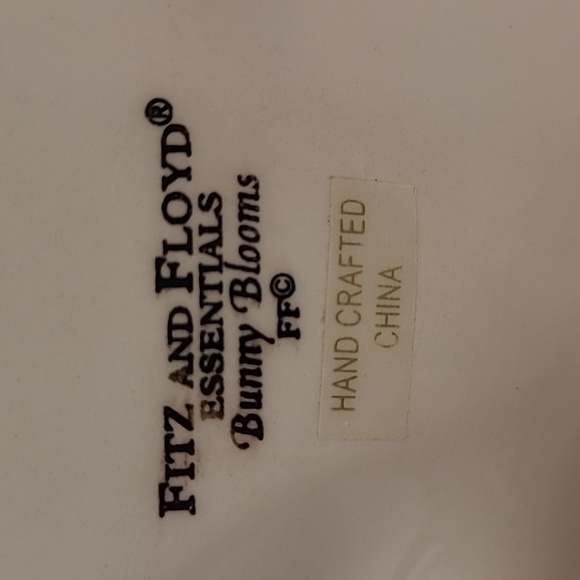 FITZ AND FLOYD®
ESSENTIALS
Bunny Blooms
FF©
HAND CRAFTED
CHINA